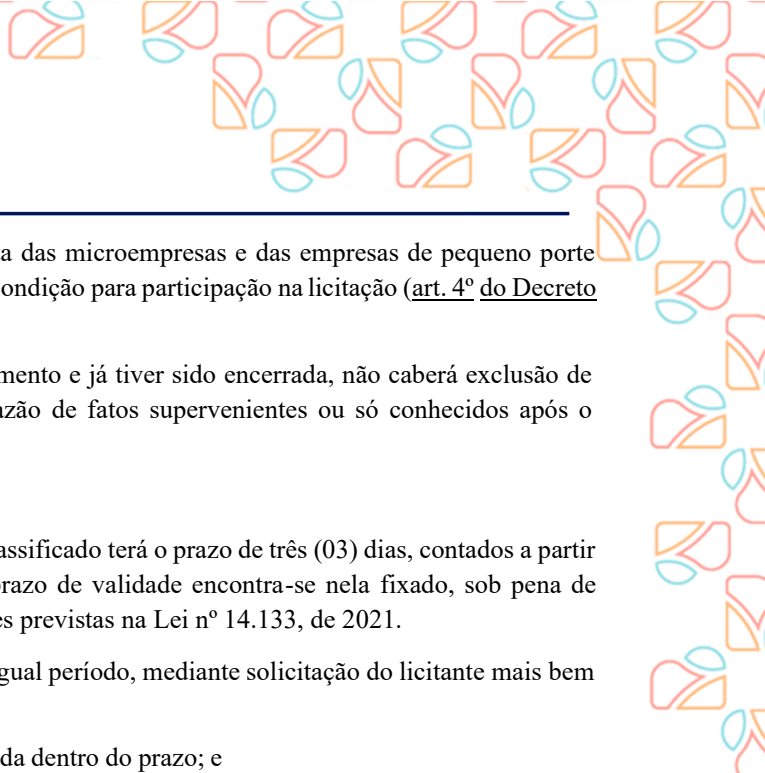 das microempresas e das empresas de pequeno porte
ondição para participação na licitação (art. 4º do Decreto
mento e já tiver sido encerrada, não caberá exclusão de
azão de fatos supervenientes ou só conhecidos após o
assificado terá o prazo de três (03) dias, contados a partir
prazo de validade encontra-se nela fixado, sob pena de
es previstas na Lei nº 14.133, de 2021.
gual período, mediante solicitação do licitante mais bem
da dentro do prazo; e